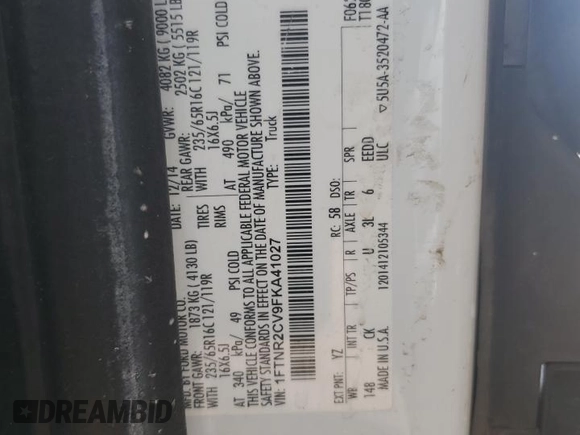 MFD. BY FORD MOTOR CO.
DATE: 12/14 GVWR: 4082 KG ( 9000 L
FRONT GAWR: 1873 KG ( 4130 LB)
REAR GAWR: 2502 KG ( 5515 LB
WITH 235/65R16C 121/119R TIRES
WITH 235/65R16C 121/119R
16X6.5J RIMS
16X6.5J
AT 340 kPa/ 49 PSI COLD
AT 490 kPa/ 71 PSI COLD
THIS VEHICLE CONFORMS TO ALL APPLICABLE FEDERAL MOTOR VEHICLE
SAFETY STANDARDS IN EFFECT ON THE DATE OF MANUFACTURE SHOWN ABOVE.
VIN: 1FTNR2CV9FKA41027
TYPE: Truck
EXT PNT: YZ RC: 58 DSO:
WB INT TR TP/PS R AXLE TR SPR
148 CK U 3L 6 EEDD
MADE IN U.S.A. 1201412105344 ULC
5U5A-3520472-AA
DREAMBID